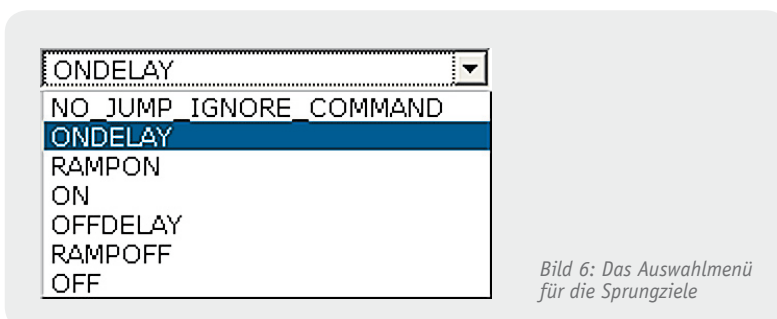 ONDELAY
NO_JUMP_IGNORE_COMMAND
ONDELAY
RAMPON
ON
OFFDELAY
RAMPOFF
OFF
Bild 6: Das Auswahlmenü
für die Sprungziele